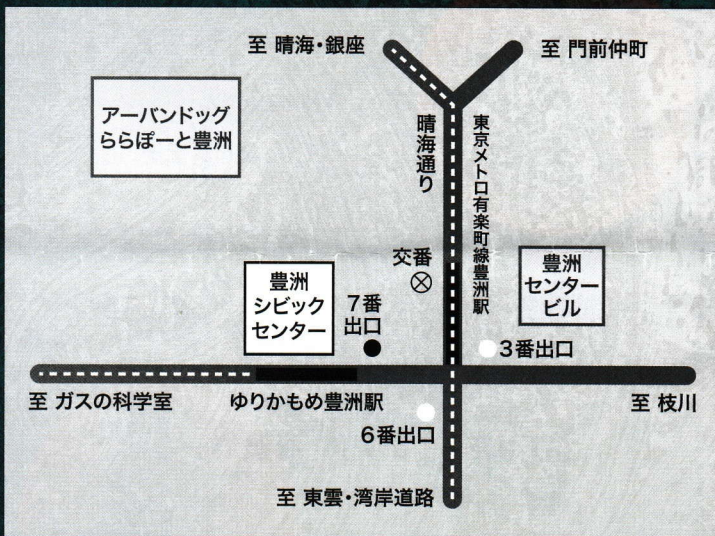 至 晴海・銀座
至 門前仲町
アーバンドッグ
ららぽーと豊洲
晴海通り
東京メトロ有楽町線豊洲駅
交番
豊洲
センター
ビル
豊洲
シビック
センター
7番
出口
3番出口
至 ガスの科学室
ゆりかもめ豊洲駅
至 枝川
6番出口
至 東雲・湾岸道路